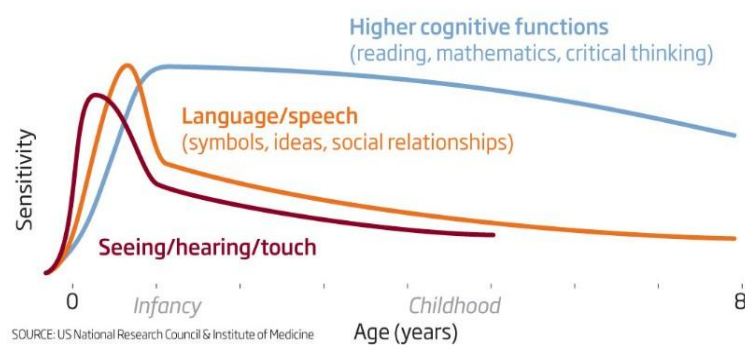 Higher cognitive functions
(reading, mathematics, critical thinking)
Language/speech
(symbols, ideas, social relationships)
Sensitivity
Seeing/hearing/touch
0
Infancy
Childhood
8
SOURCE: US National Research Council & Institute of Medicine
Age (years)